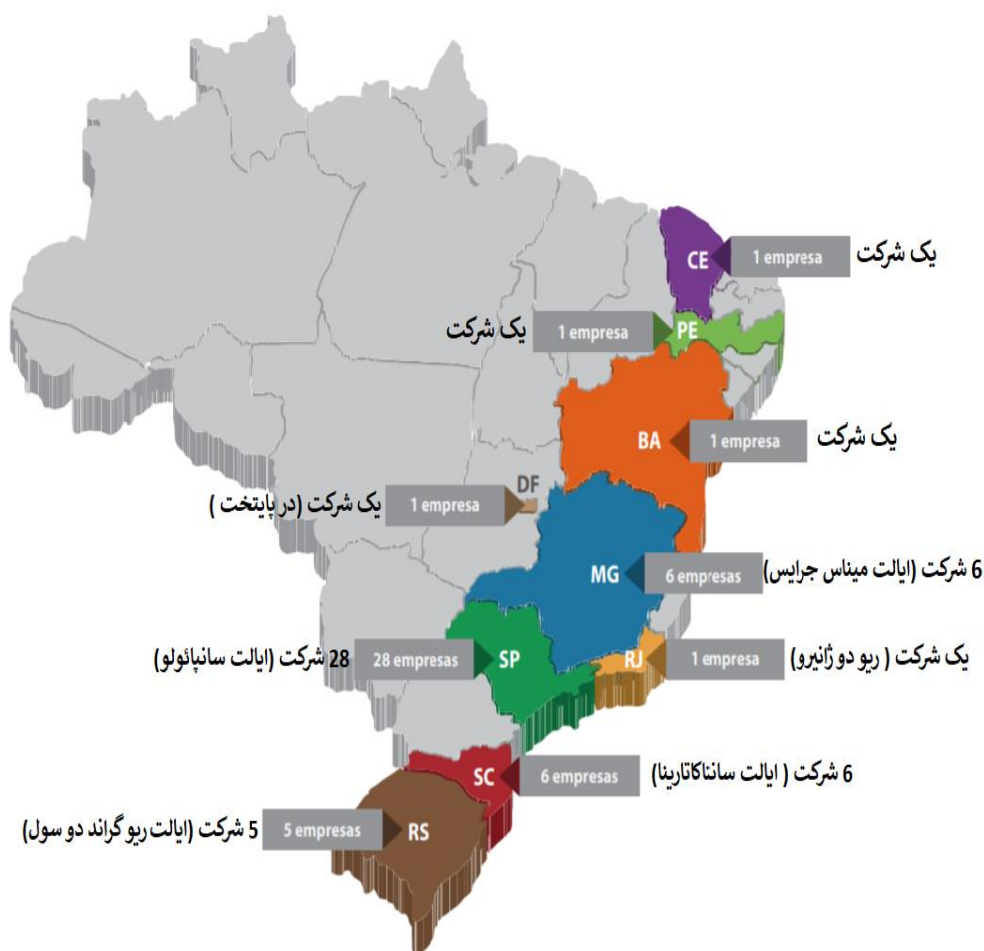 CE
1 empresa
یک شرکت
یک شرکت
1 empresa
PE
BA
1 empresa
یک شرکت
DF
یک شرکت (در پایتخت )
1 empresa
MG
6 empresas
6 شرکت (ایالت میناس جرایس)
28 شرکت (ایالت سانپائولو)
28 empresas
SP
RJ
1 empresa
یک شرکت ( ریو دو ژانیرو)
SC
6 empresas
6 شرکت ( ایالت سانتاکاتارینا)
5 شرکت (ایالت ریو گراند دو سول)
5 empresas
RS